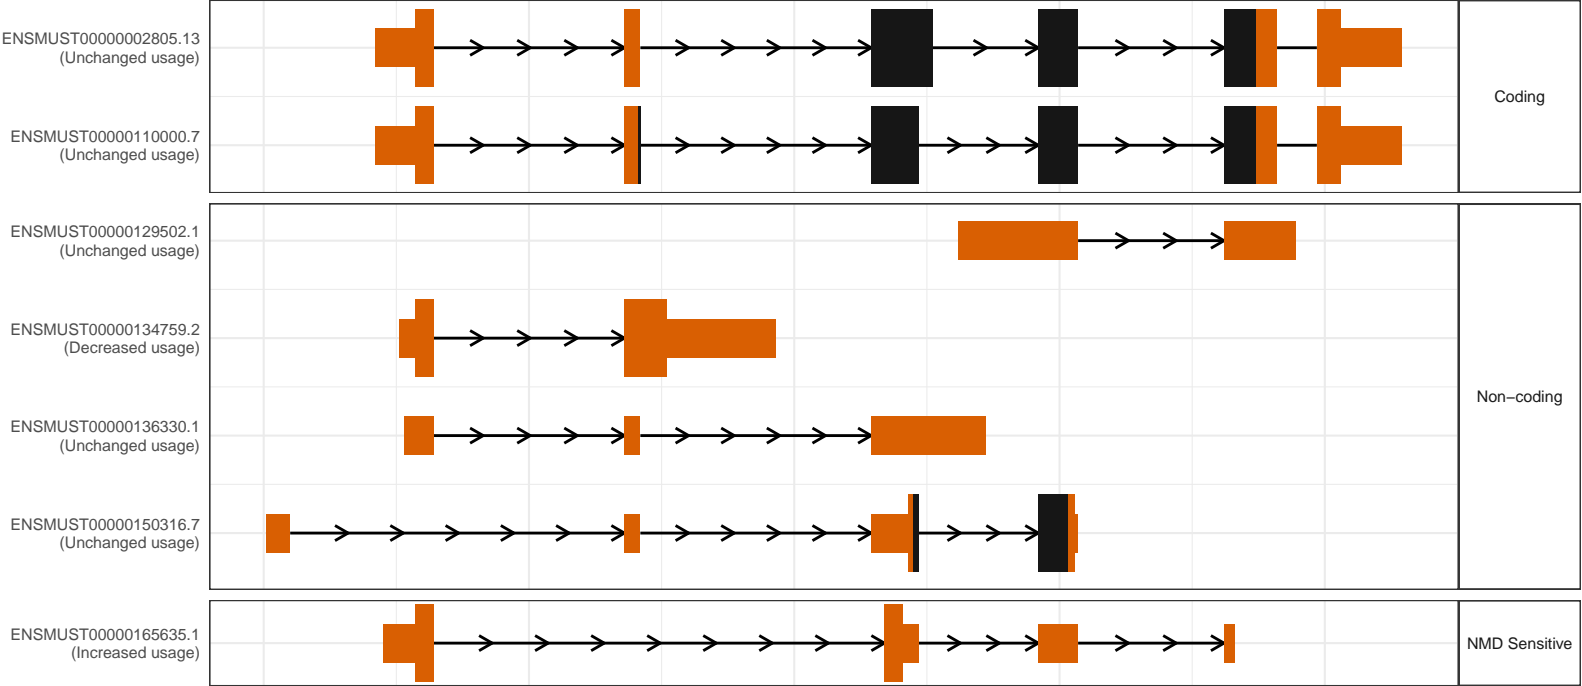 ENSMUST00000002805.13
(Unchanged usage)
ENSMUST00000110000.7
(Unchanged usage)
Coding
ENSMUST00000129502.1
(Unchanged usage)
ENSMUST00000134759.2
(Decreased usage)
ENSMUST00000136330.1
(Unchanged usage)
ENSMUST00000150316.7
(Unchanged usage)
Non−coding
ENSMUST00000165635.1
(Increased usage)
NMD Sensitive